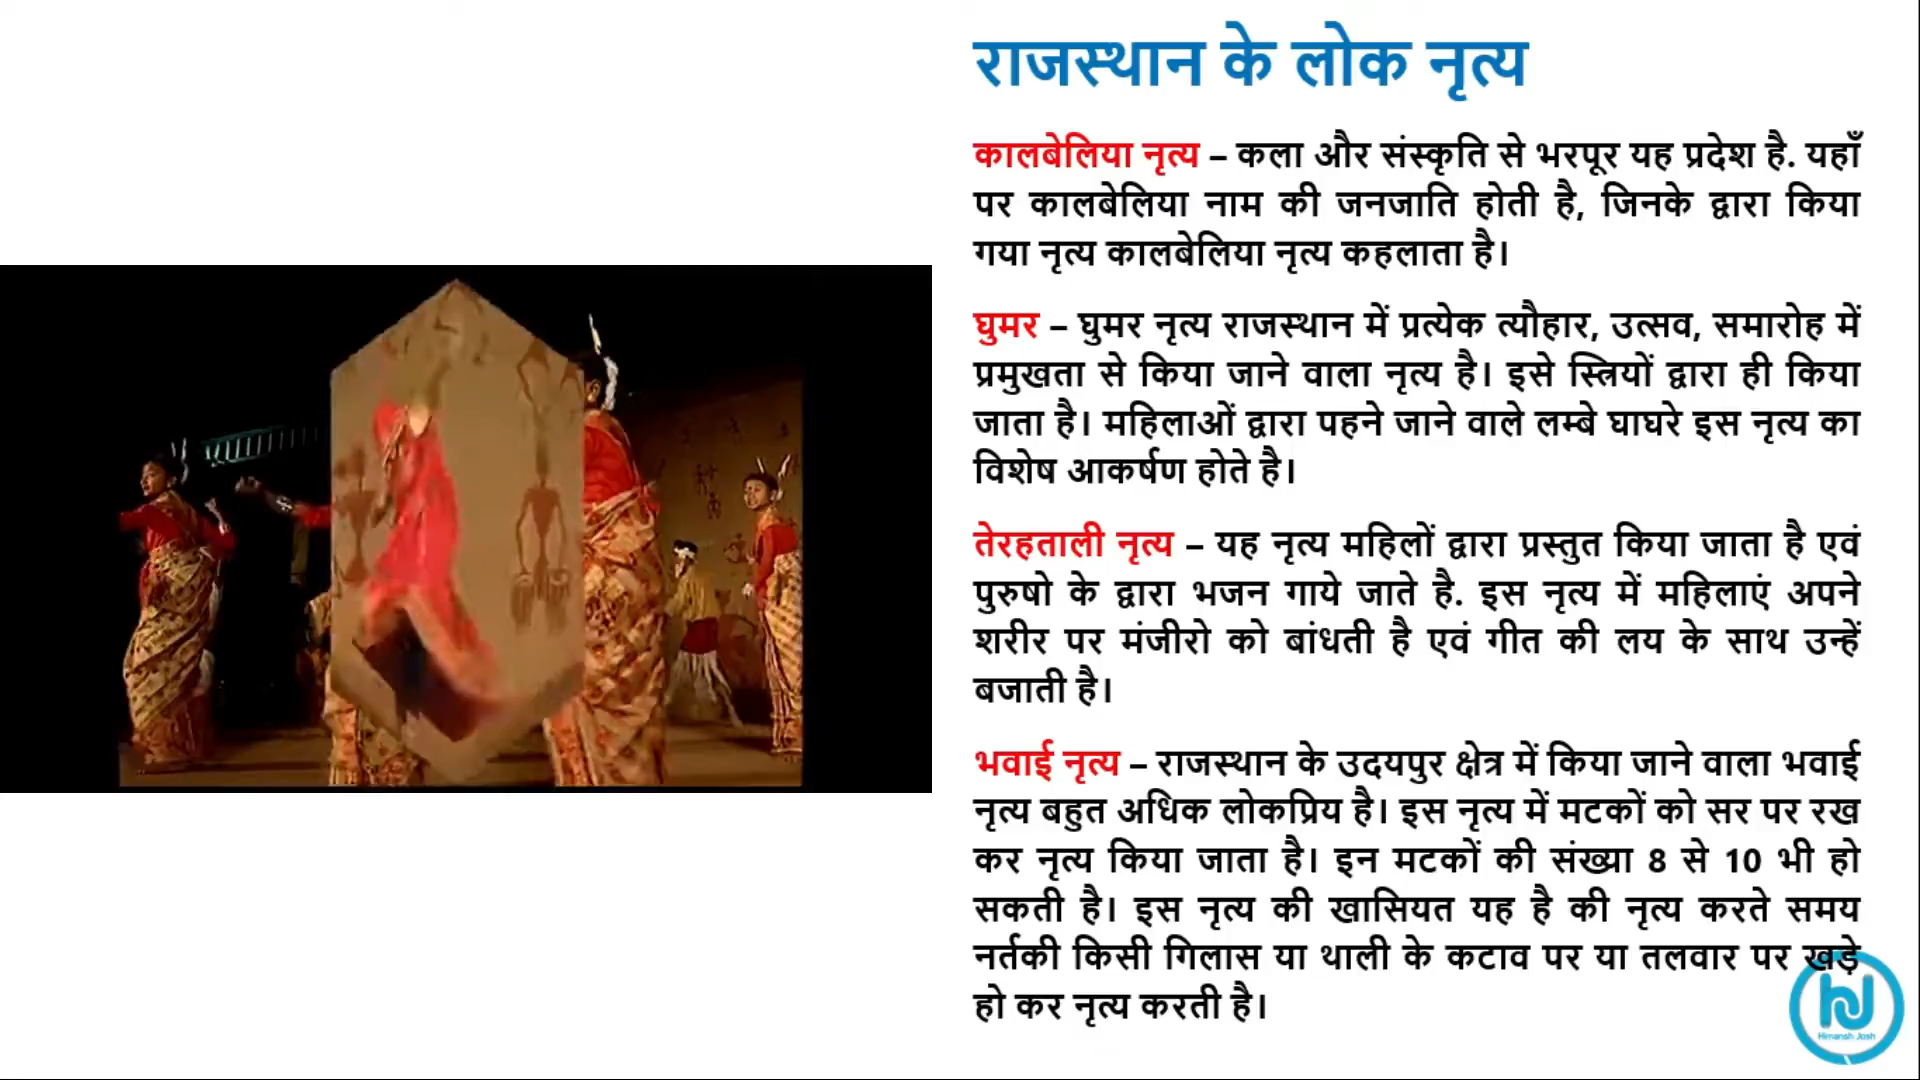 राजस्थान के लोक नृत्य
कालबेलिया नृत्य – कला और संस्कृति से भरपूर यह प्रदेश है. यहाँ
पर कालबेलिया नाम की जनजाति होती है, जिनके द्वारा किया
गया नृत्य कालबेलिया नृत्य कहलाता है।
घुमर – घुमर नृत्य राजस्थान में प्रत्येक त्यौहार, उत्सव, समारोह में
प्रमुखता से किया जाने वाला नृत्य है। इसे स्त्रियों द्वारा ही किया
जाता है। महिलाओं द्वारा पहने जाने वाले लम्बे घाघरे इस नृत्य का
विशेष आकर्षण होते है।
तेरहताली नृत्य – यह नृत्य महिलों द्वारा प्रस्तुत किया जाता है एवं
पुरुषो के द्वारा भजन गाये जाते है. इस नृत्य में महिलाएं अपने
शरीर पर मंजीरो को बांधती है एवं गीत की लय के साथ उन्हें
बजाती है।
भवाई नृत्य – राजस्थान के उदयपुर क्षेत्र में किया जाने वाला भवाई
नृत्य बहुत अधिक लोकप्रिय है। इस नृत्य में मटकों को सर पर रख
कर नृत्य किया जाता है। इन मटकों की संख्या 8 से 10 भी हो
सकती है। इस नृत्य की खासियत यह है की नृत्य करते समय
नर्तकी किसी गिलास या थाली के कटाव पर या तलवार पर खड़े
हो कर नृत्य करती है।
Himansh Josh